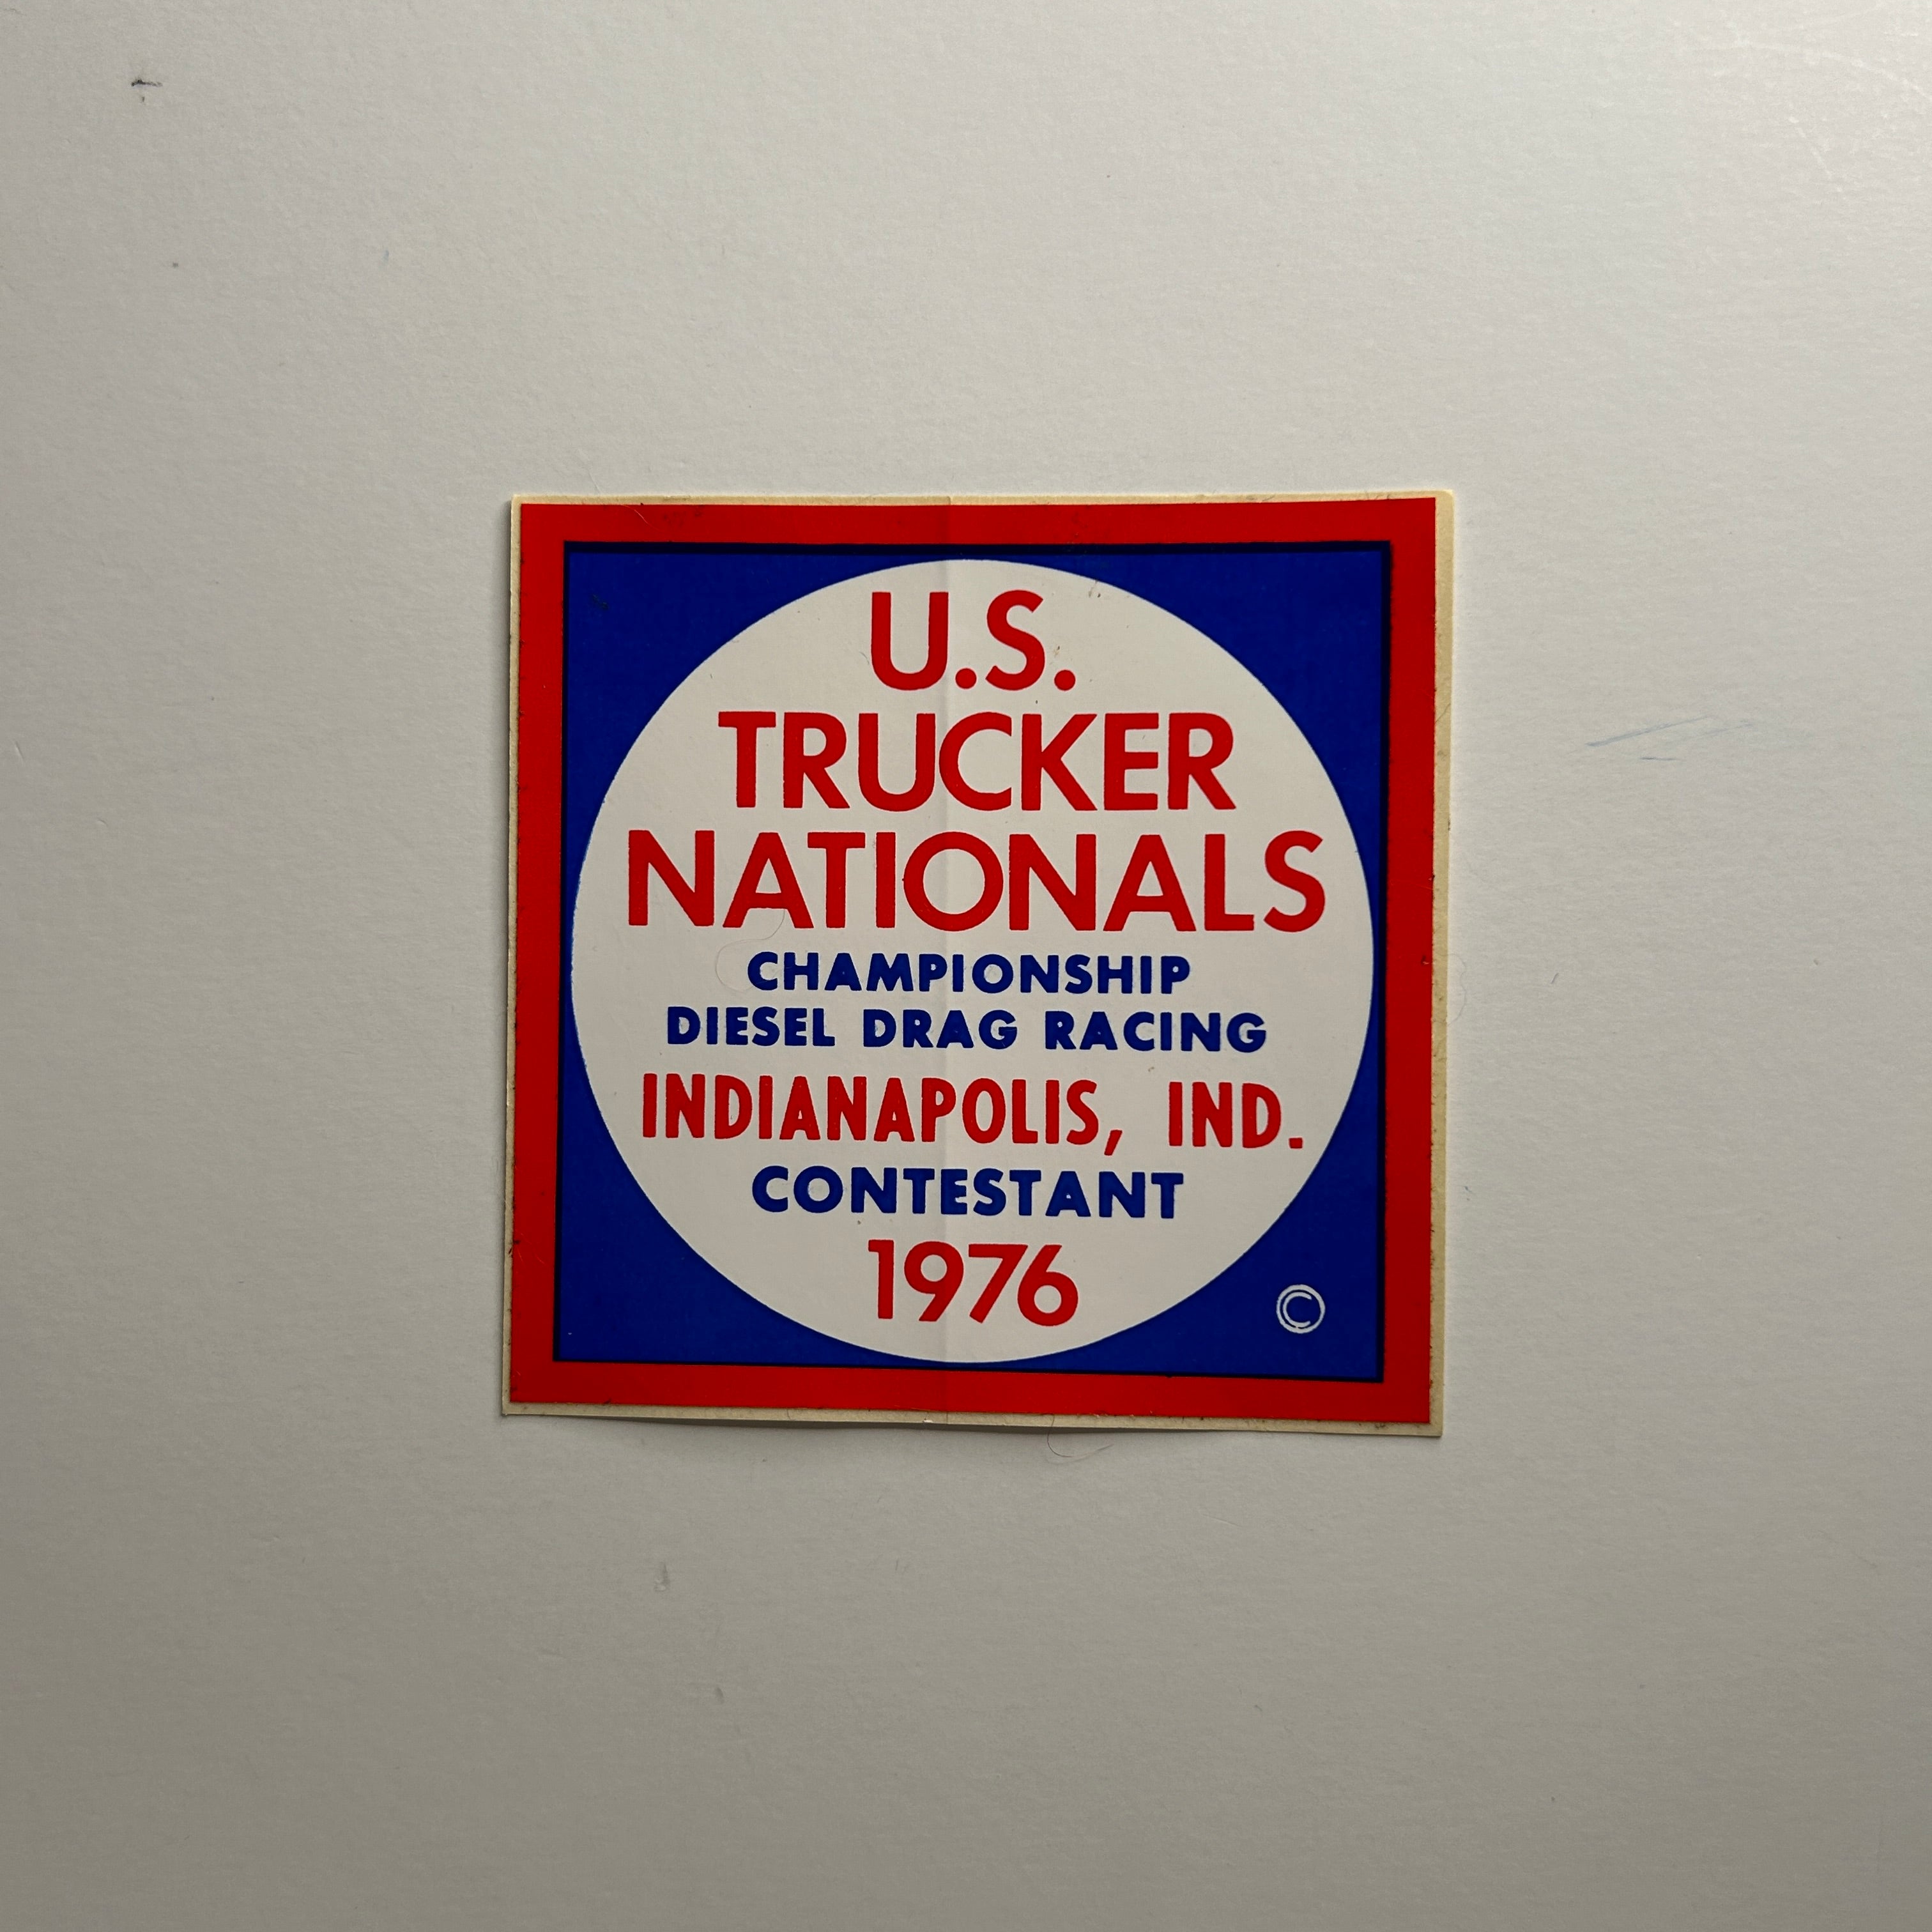 U.S.
TRUCKER
NATIONALS
CHAMPIONSHIP
DIESEL DRAG RACING
INDIANAPOLIS, IND.
CONTESTANT
1976
©